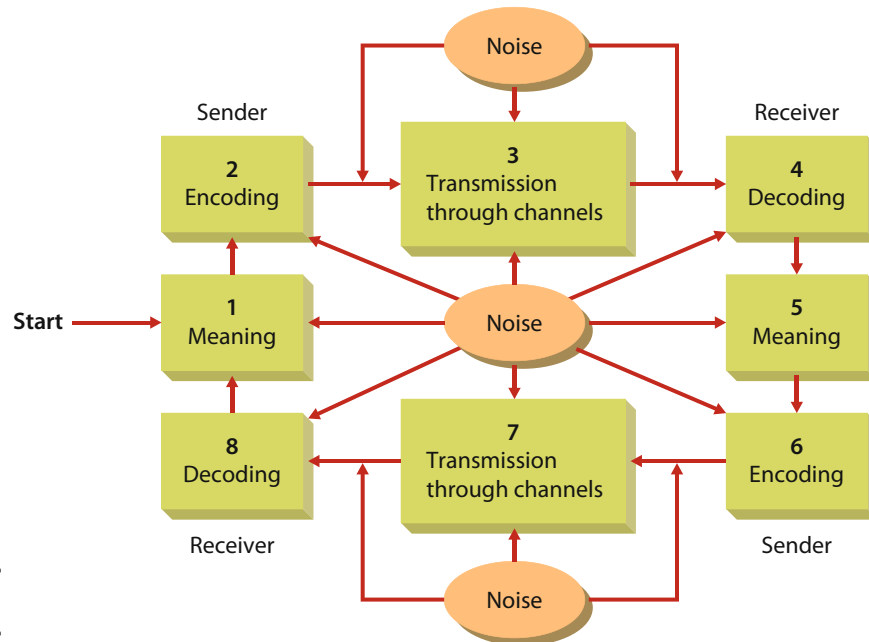 Noise
Sender
Receiver
2
Encoding
3
Transmission
through channels
4
Decoding
Start
1
Meaning
Noise
5
Meaning
8
Decoding
7
Transmission
through channels
6
Encoding
Receiver
Sender
Noise